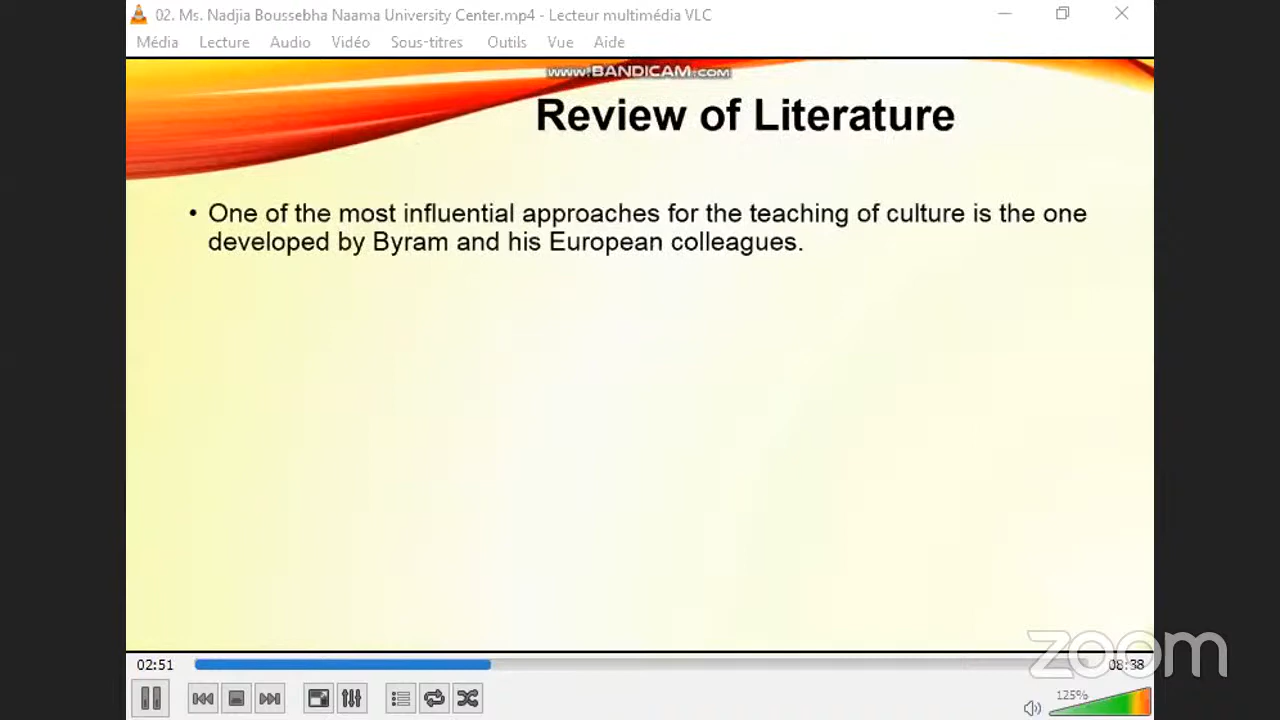 02. Ms. Nadjia Boussebha Naama University Center.mp4 - Lecteur multimédia VLC
Média Lecture Audio Vidéo Sous-titres Outils Vue Aide
www.BANDICAM.com
Review of Literature
• One of the most influential approaches for the teaching of culture is the one
developed by Byram and his European colleagues.
zoom
02:51 08:38
125%